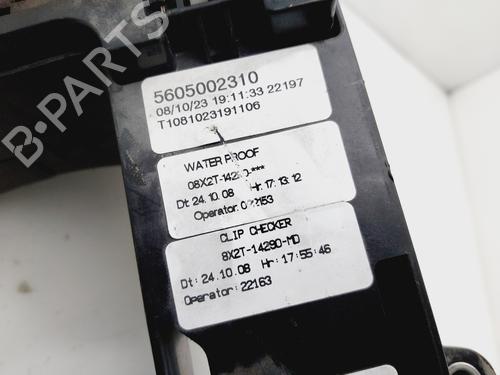 5605002310
08/10/23 19:11:33 22197
T1081023191106
WATER PROOF
Dt: 24.10.08 Hr: 17:13:12
Operator:
CLIP CHECKER
8X2T-14290-MD
Dt: 24.10.08 Hr: 17:55:46
Operator: 22163
B